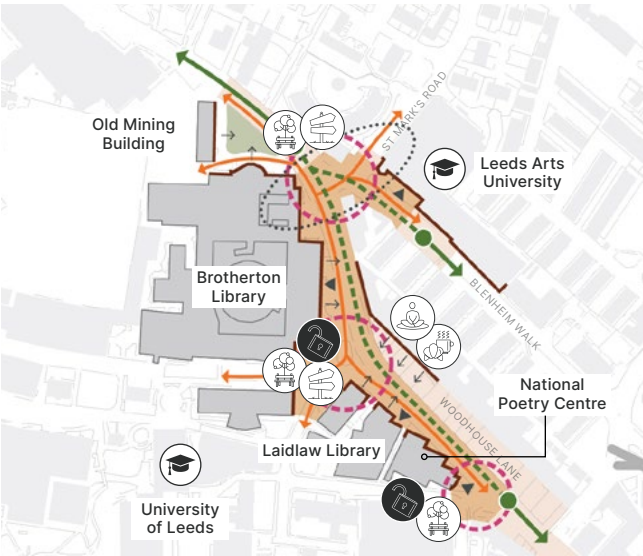 ST MARK'S ROAD
Old Mining
Building
Leeds Arts
University
Brotherton
Library
BLENHEIM WALK
National
Poetry Centre
WOODHOUSE LANE
Laidlaw Library
University
of Leeds